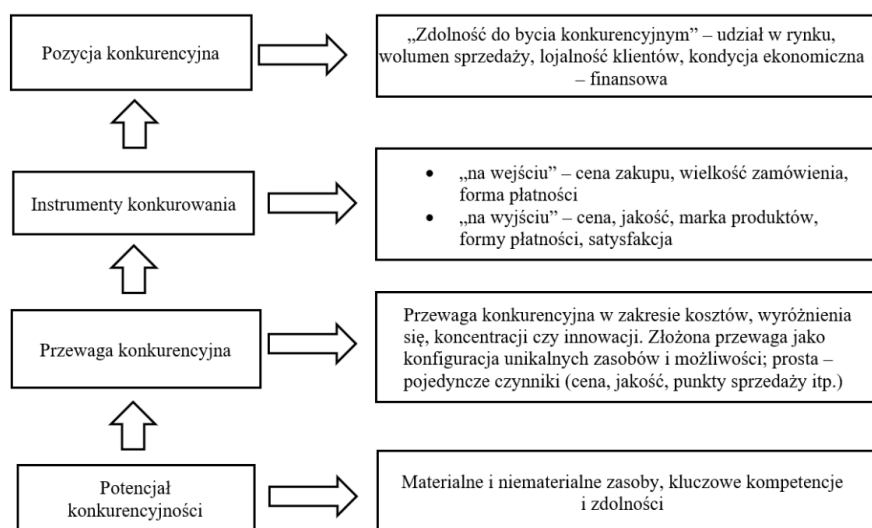 Pozycja konkurencyjna
„Zdolność do bycia konkurencyjnym” – udział w rynku,
wolumen sprzedaży, lojalność klientów, kondycja ekonomiczna
– finansowa
Instrumenty konkurowania
• „na wejściu” – cena zakupu, wielkość zamówienia,
forma płatności
• „na wyjściu” – cena, jakość, marka produktów,
formy płatności, satysfakcja
Przewaga konkurencyjna
Przewaga konkurencyjna w zakresie kosztów, wyróżnienia
się, koncentracji czy innowacji. Złożona przewaga jako
konfiguracja unikalnych zasobów i możliwości; prosta –
pojedyncze czynniki (cena, jakość, punkty sprzedaży itp.)
Potencjał
konkurencyjności
Materialne i niematerialne zasoby, kluczowe kompetencje
i zdolności